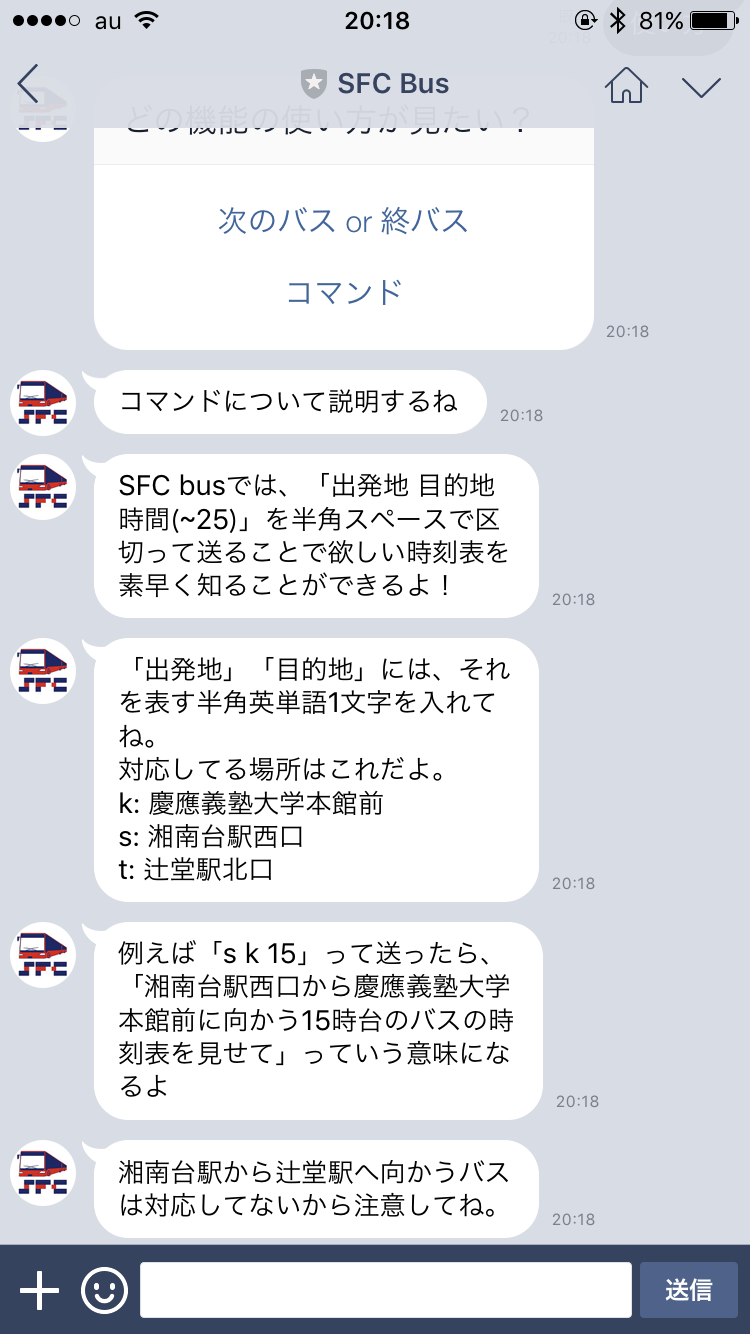 au
20:18
81%
SFC Bus
どの機能の使い方が見たい？
次のバス or 終バス
コマンド
20:18
SFC
コマンドについて説明するね
20:18
SFC
SFC busでは、「出発地 目的地
時間(~25)」を半角スペースで区
切って送ることで欲しい時刻表を
素早く知ることができるよ！
20:18
SFC
「出発地」「目的地」には、それ
を表す半角英単語1文字を入れて
ね。
対応してる場所はこれだよ。
k: 慶應義塾大学本館前
s: 湘南台駅西口
t: 辻堂駅北口
20:18
SFC
例えば「s k 15」って送ったら、
「湘南台駅西口から慶應義塾大学
本館前に向かう15時台のバスの時
刻表を見せて」っていう意味にな
るよ
20:18
SFC
湘南台駅から辻堂駅へ向かうバス
は対応してないから注意してね。
20:18
送信